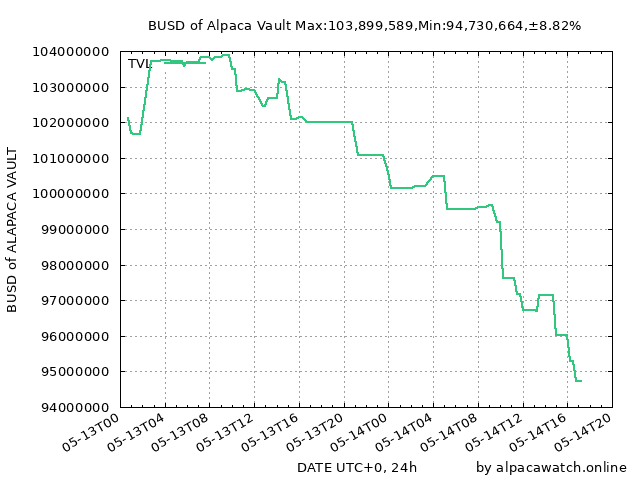 BUSD of Alpaca Vault Max:103,899,589,Min:94,730,664,±8.82%
104000000
TVL
103000000
102000000
101000000
100000000
99000000
98000000
97000000
96000000
95000000
94000000
BUSD of ALAPACA VAULT
05-13T00
05-13T04
05-13T08
05-13T12
05-13T16
05-13T20
05-14T00
05-14T04
05-14T08
05-14T12
05-14T16
05-14T20
DATE UTC+0, 24h
by alpacawatch.online